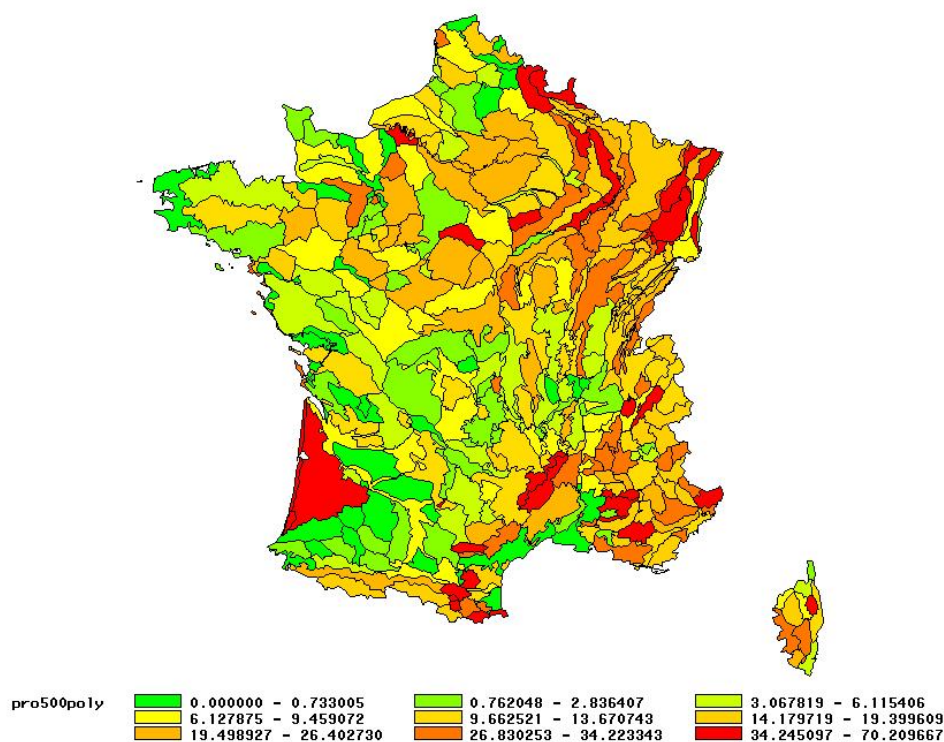 pro500poly 0.000000 - 0.733005 0.762048 - 2.836407 3.067819 - 6.115406
6.127875 - 9.459072 9.662521 - 13.670743 14.179719 - 19.399609
19.498927 - 26.402730 26.830253 - 34.223343 34.245097 - 70.209667